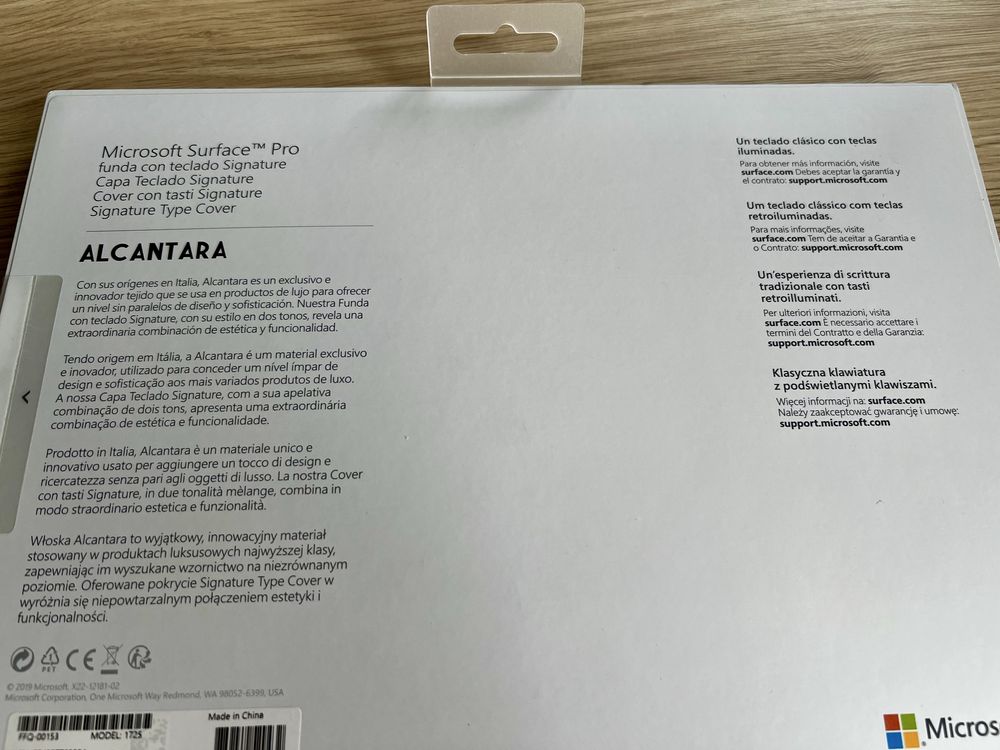 Microsoft Surface™ Pro
funda con teclado Signature
Capa Teclado Signature
Cover con tasti Signature
Signature Type Cover
ALCANTARA
Con sus orígenes en Italia, Alcantara es un exclusivo e
innovador tejido que se usa en productos de lujo para ofrecer
un nivel sin paralelos de diseño y sofisticación. Nuestra Funda
con teclado Signature, con su estilo en dos tonos, revela una
extraordinaria combinación de estética y funcionalidad.
Tendo origem em Itália, a Alcantara é um material exclusivo
e inovador, utilizado para conceder um nível ímpar de
design e sofisticação aos mais variados produtos de luxo.
A nossa Capa Teclado Signature, com a sua apelativa
combinação de dois tons, apresenta uma extraordinária
combinação de estética e funcionalidade.
Prodotto in Italia, Alcantara è un materiale unico e
innovativo usato per aggiungere un tocco di design e
ricercatezza senza pari agli oggetti di lusso. La nostra Cover
con tasti Signature, in due tonalità mèlange, combina in
modo straordinario estetica e funzionalità.
Włoska Alcantara to wyjątkowy, innowacyjny materiał
stosowany w produktach luksusowych najwyższej klasy,
zapewniając im wyszukane wzornictwo na niezrównanym
poziomie. Oferowane pokrycie Signature Type Cover w
wyróżnia się niepowtarzalnym połączeniem estetyki i
funkcjonalności.
PET
CE
© 2019 Microsoft. X22-12181-02
Microsoft Corporation, One Microsoft Way Redmond, WA 98052-6399, USA
FFQ-00153 MODEL: 1725
Made in China
Un teclado clásico con teclas
iluminadas.
Para obtener más información, visite
surface.com Debes aceptar la garantía y
el contrato: support.microsoft.com
Um teclado clássico com teclas
retroiluminadas.
Para mais informações, visite
surface.com Tem de aceitar a Garantia e
o Contrato: support.microsoft.com
Un'esperienza di scrittura
tradizionale con tasti
retroilluminati.
Per ulteriori informazioni, visita
surface.com È necessario accettare i
termini del Contratto e della Garanzia:
support.microsoft.com
Klasyczna klawiatura
z podświetlanymi klawiszami.
Więcej informacji na: surface.com
Należy zaakceptować gwarancję i umowę:
support.microsoft.com
Micros